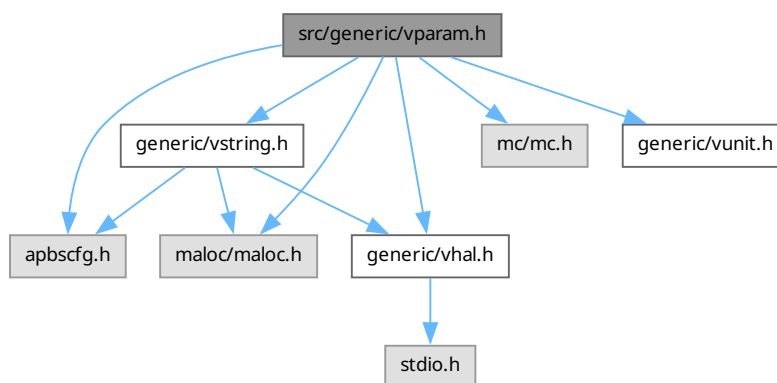 src/generic/vparam.h
generic/vstring.h
mc/mc.h
generic/vunit.h
apbscfg.h
maloc/maloc.h
generic/vhal.h
stdio.h